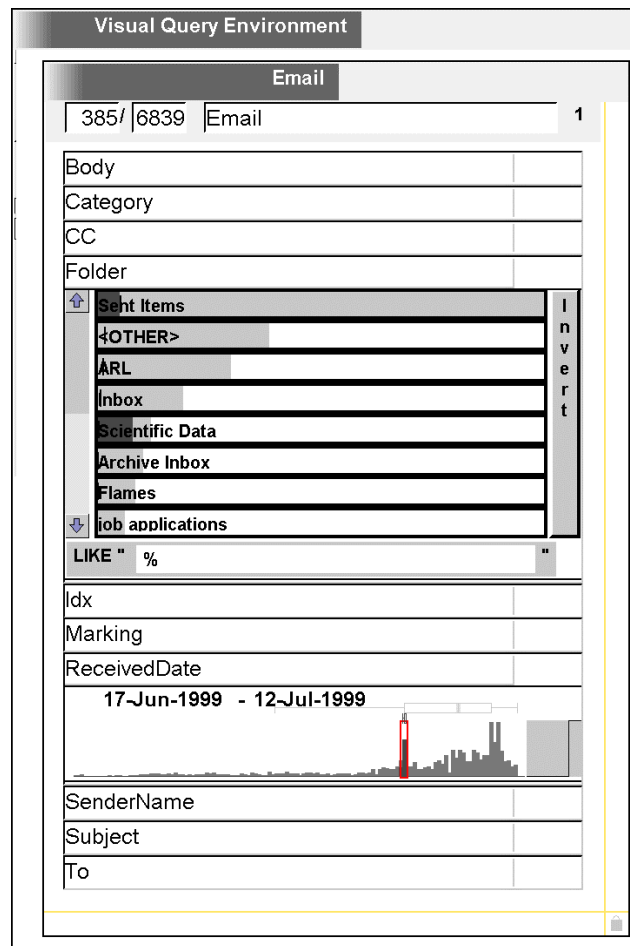 Visual Query Environment
Email
385/ 6839 Email 1
Body
Category
CC
Folder
Sent Items
<OTHER>
ARL
Inbox
Scientific Data
Archive Inbox
Flames
job applications
Invert
LIKE " % "
Idx
Marking
ReceivedDate
17-Jun-1999 - 12-Jul-1999
SenderName
Subject
To